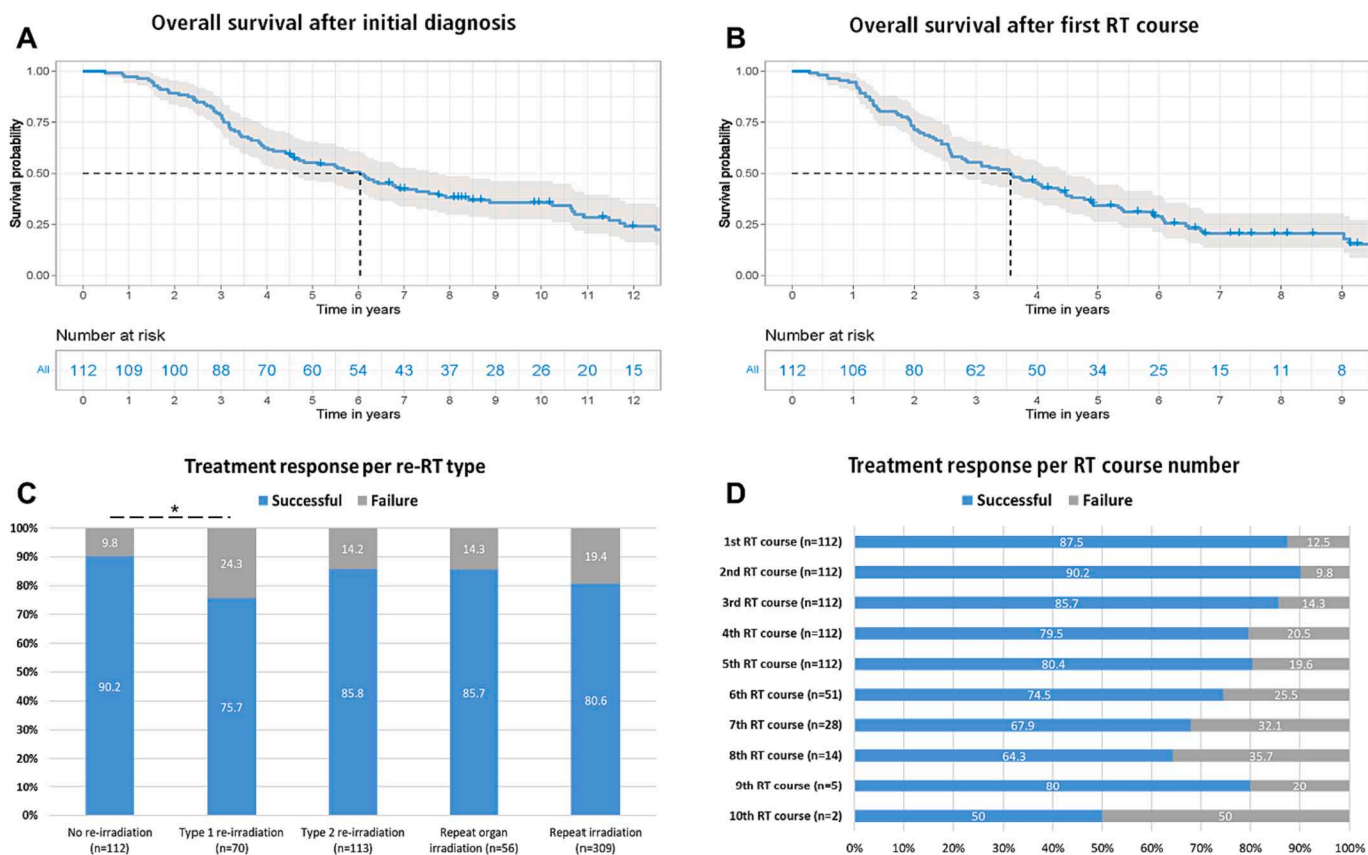 Overall survival after initial diagnosis
A
Survival probability
1.00
0.75
0.50
0.25
0.00
0 1 2 3 4 5 6 7 8 9 10 11 12
Time in years
Number at risk
All 112 109 100 88 70 60 54 43 37 28 26 20 15
0 1 2 3 4 5 6 7 8 9 10 11 12
Time in years
Overall survival after first RT course
B
Survival probability
1.00
0.75
0.50
0.25
0.00
0 1 2 3 4 5 6 7 8 9
Time in years
Number at risk
All 112 106 80 62 50 34 25 15 11 8
0 1 2 3 4 5 6 7 8 9
Time in years
Treatment response per re-RT type
C
Successful Failure
*
100%
90%
80%
70%
60%
50%
40%
30%
20%
10%
0%
9.8 24.3 14.2 14.3 19.4
90.2 75.7 85.8 85.7 80.6
No re-irradiation Type 1 re-irradiation Type 2 re-irradiation Repeat organ Repeat irradiation
(n=112) (n=70) (n=113) irradiation (n=56) (n=309)
Treatment response per RT course number
D
Successful Failure
1st RT course (n=112) 87.5 12.5
2nd RT course (n=112) 90.2 9.8
3rd RT course (n=112) 85.7 14.3
4th RT course (n=112) 79.5 20.5
5th RT course (n=112) 80.4 19.6
6th RT course (n=51) 74.5 25.5
7th RT course (n=28) 67.9 32.1
8th RT course (n=14) 64.3 35.7
9th RT course (n=5) 80 20
10th RT course (n=2) 50 50
0% 10% 20% 30% 40% 50% 60% 70% 80% 90% 100%